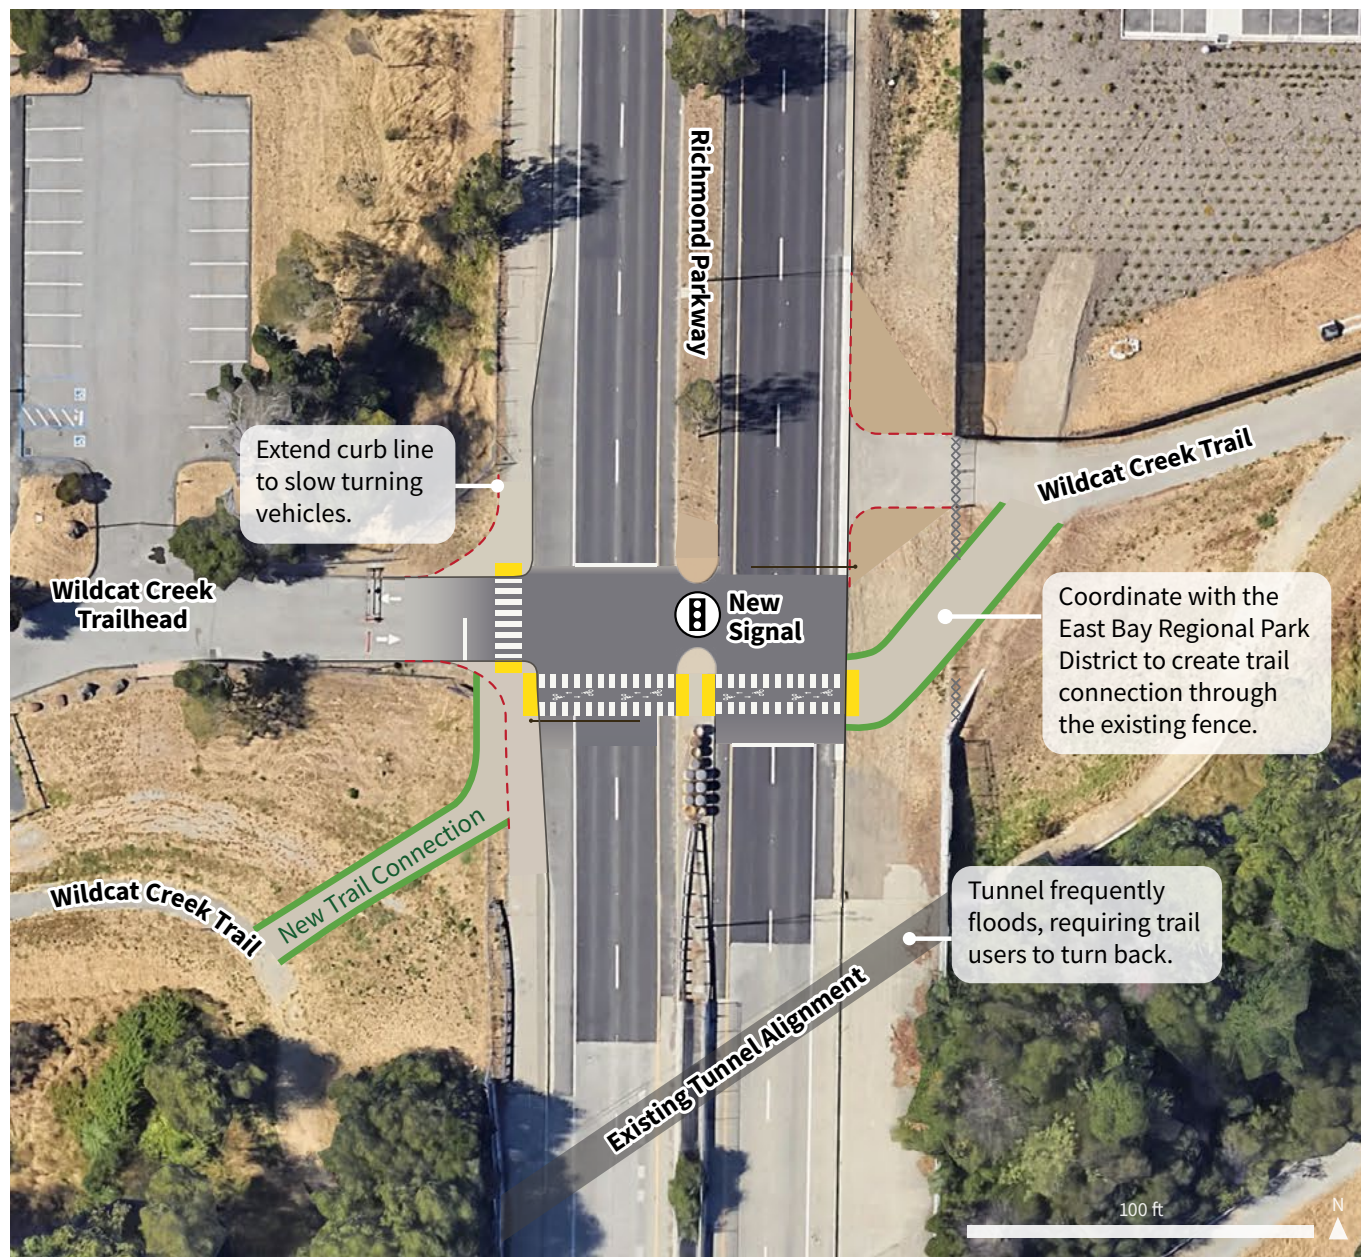 Richmond Parkway
Extend curb line
to slow turning
vehicles.
Wildcat Creek Trail
Wildcat Creek
Trailhead
New
Signal
Coordinate with the
East Bay Regional Park
District to create trail
connection through
the existing fence.
New Trail Connection
Wildcat Creek Trail
Tunnel frequently
floods, requiring trail
users to turn back.
Existing Tunnel Alignment
100 ft
N